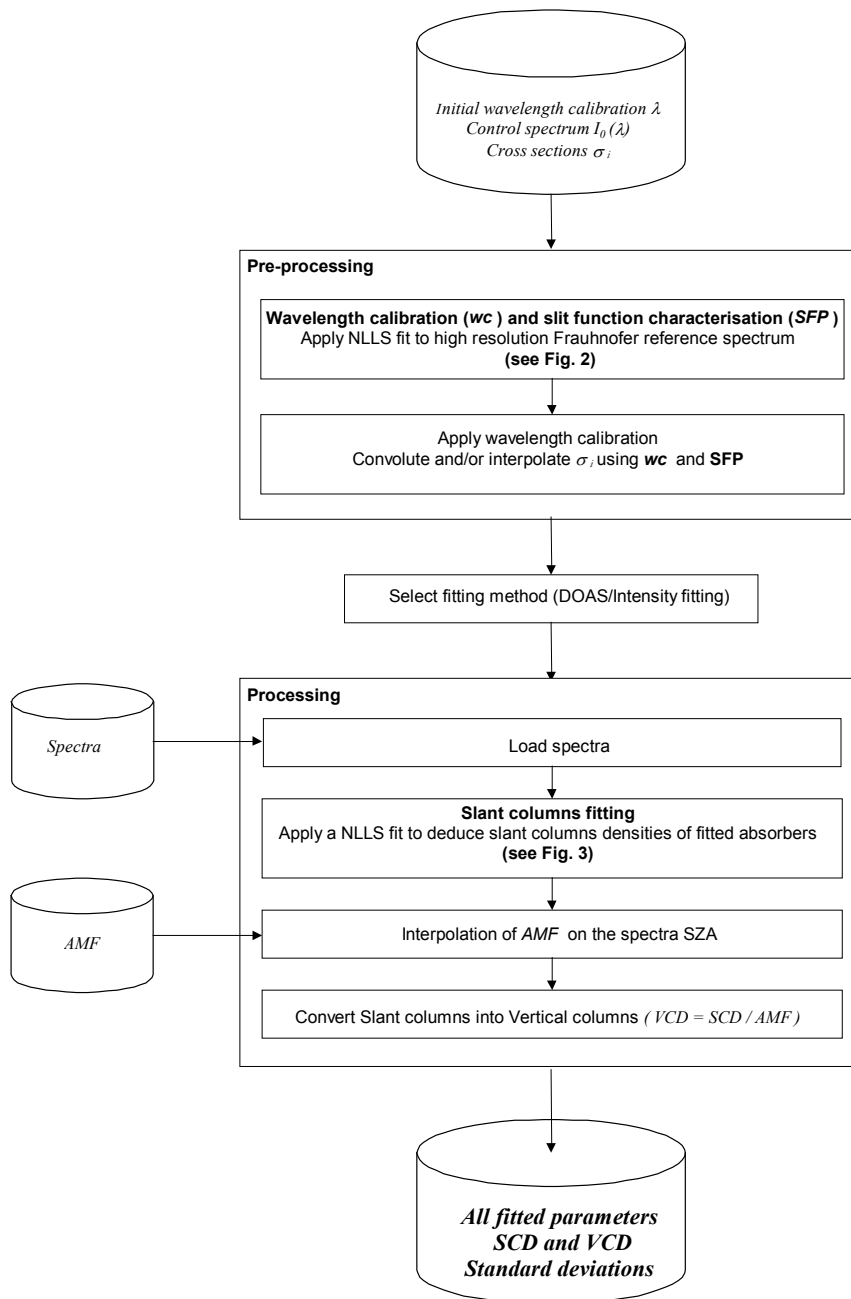 Initial wavelength calibration λ
Control spectrum I0 (λ)
Cross sections σ i
Pre-processing
Wavelength calibration (wc ) and slit function characterisation (SFP )
Apply NLLS fit to high resolution Frauhnofer reference spectrum
(see Fig. 2)
Apply wavelength calibration
Convolute and/or interpolate σ i using wc and SFP
Select fitting method (DOAS/Intensity fitting)
Processing
Spectra
Load spectra
Slant columns fitting
Apply a NLLS fit to deduce slant columns densities of fitted absorbers
(see Fig. 3)
AMF
Interpolation of AMF on the spectra SZA
Convert Slant columns into Vertical columns ( VCD = SCD / AMF )
All fitted parameters
SCD and VCD
Standard deviations